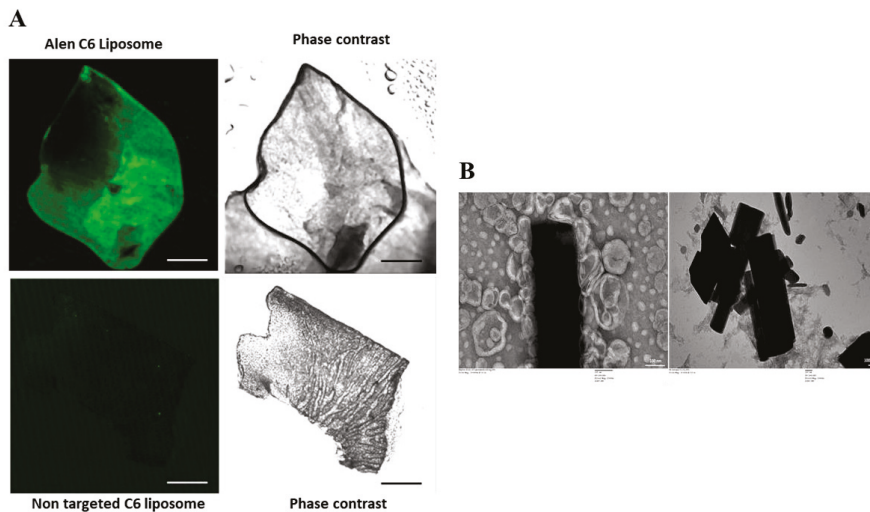 A
Alen C6 Liposome
Phase contrast
B
Non targeted C6 liposome
Phase contrast